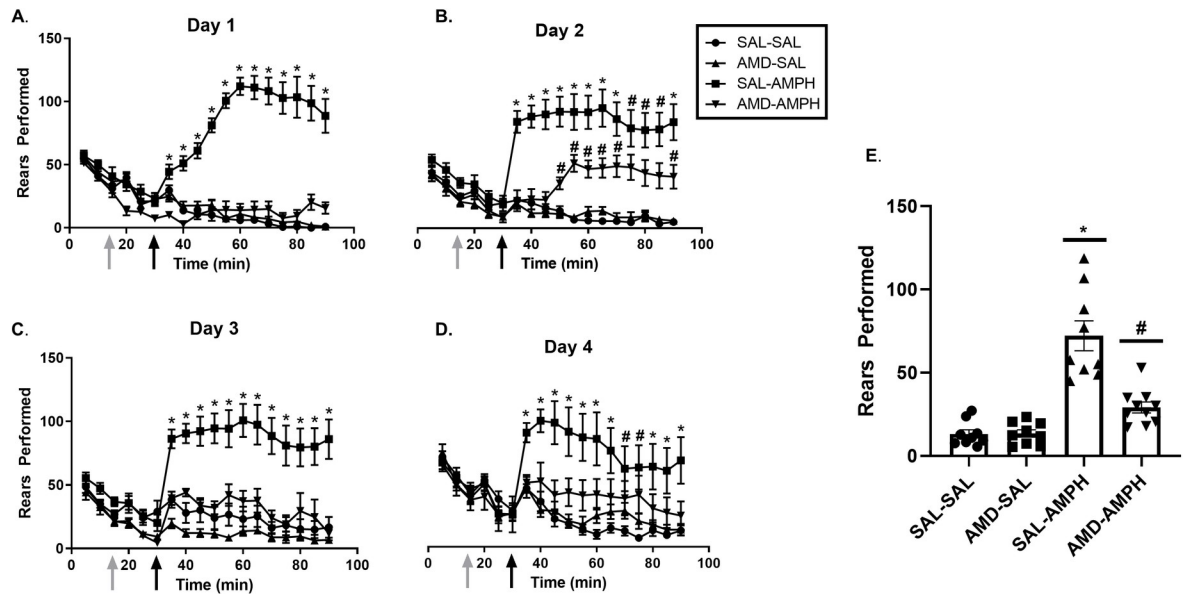 A.
Day 1
Rears Performed
150
100
50
0
0 20 40 60 80 100
Time (min)
* * * * * * * * * * * *
B.
Day 2
Rears Performed
150
100
50
0
0 20 40 60 80 100
Time (min)
* * * * * * * * # # # *
# # # # # #
SAL-SAL
AMD-SAL
SAL-AMPH
AMD-AMPH
C.
Day 3
Rears Performed
150
100
50
0
0 20 40 60 80 100
Time (min)
* * * * * * * * * * * *
D.
Day 4
Rears Performed
150
100
50
0
0 20 40 60 80 100
Time (min)
* * * * * * * # # * * *
E.
Rears Performed
150
100
50
0
*
#
SAL-SAL
AMD-SAL
SAL-AMPH
AMD-AMPH